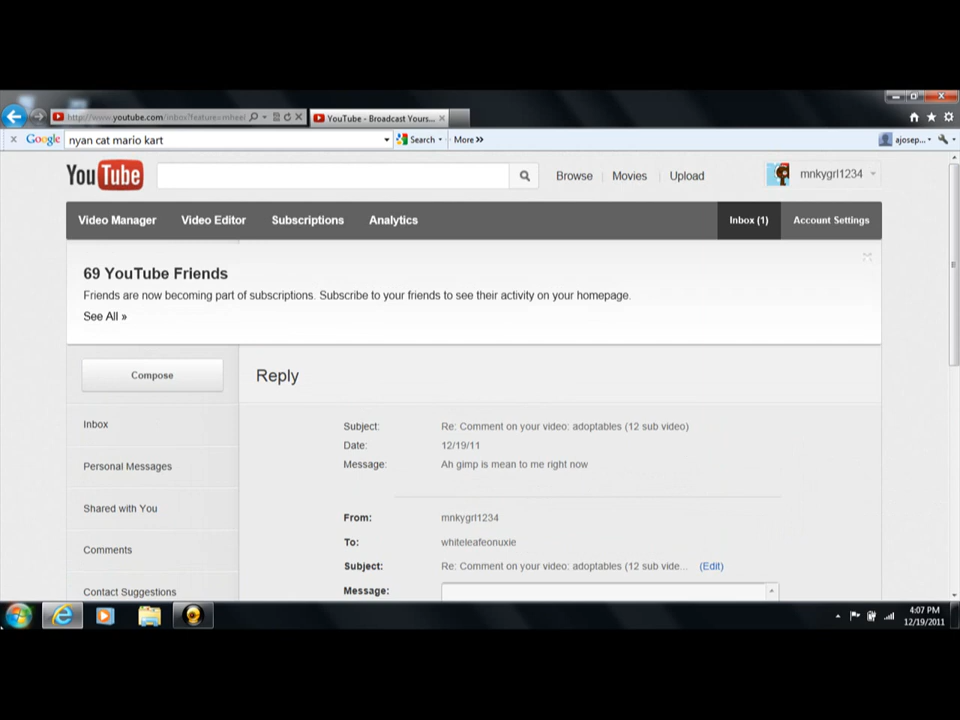 http://www.youtube.com/inbox?feature=mhee
YouTube - Broadcast Yours...
Google nyan cat mario kart Search More »
ajosep...
YouTube Browse Movies Upload mnkygrl1234
Video Manager Video Editor Subscriptions Analytics Inbox (1) Account Settings
69 YouTube Friends
Friends are now becoming part of subscriptions. Subscribe to your friends to see their activity on your homepage.
See All »
Compose
Reply
Inbox
Personal Messages
Shared with You
Comments
Contact Suggestions
Subject: Re: Comment on your video: adoptables (12 sub video)
Date: 12/19/11
Message: Ah gimp is mean to me right now
From: mnkygrl1234
To: whiteleafeonuxie
Subject: Re: Comment on your video: adoptables (12 sub vide... (Edit)
Message:
4:07 PM
12/19/2011